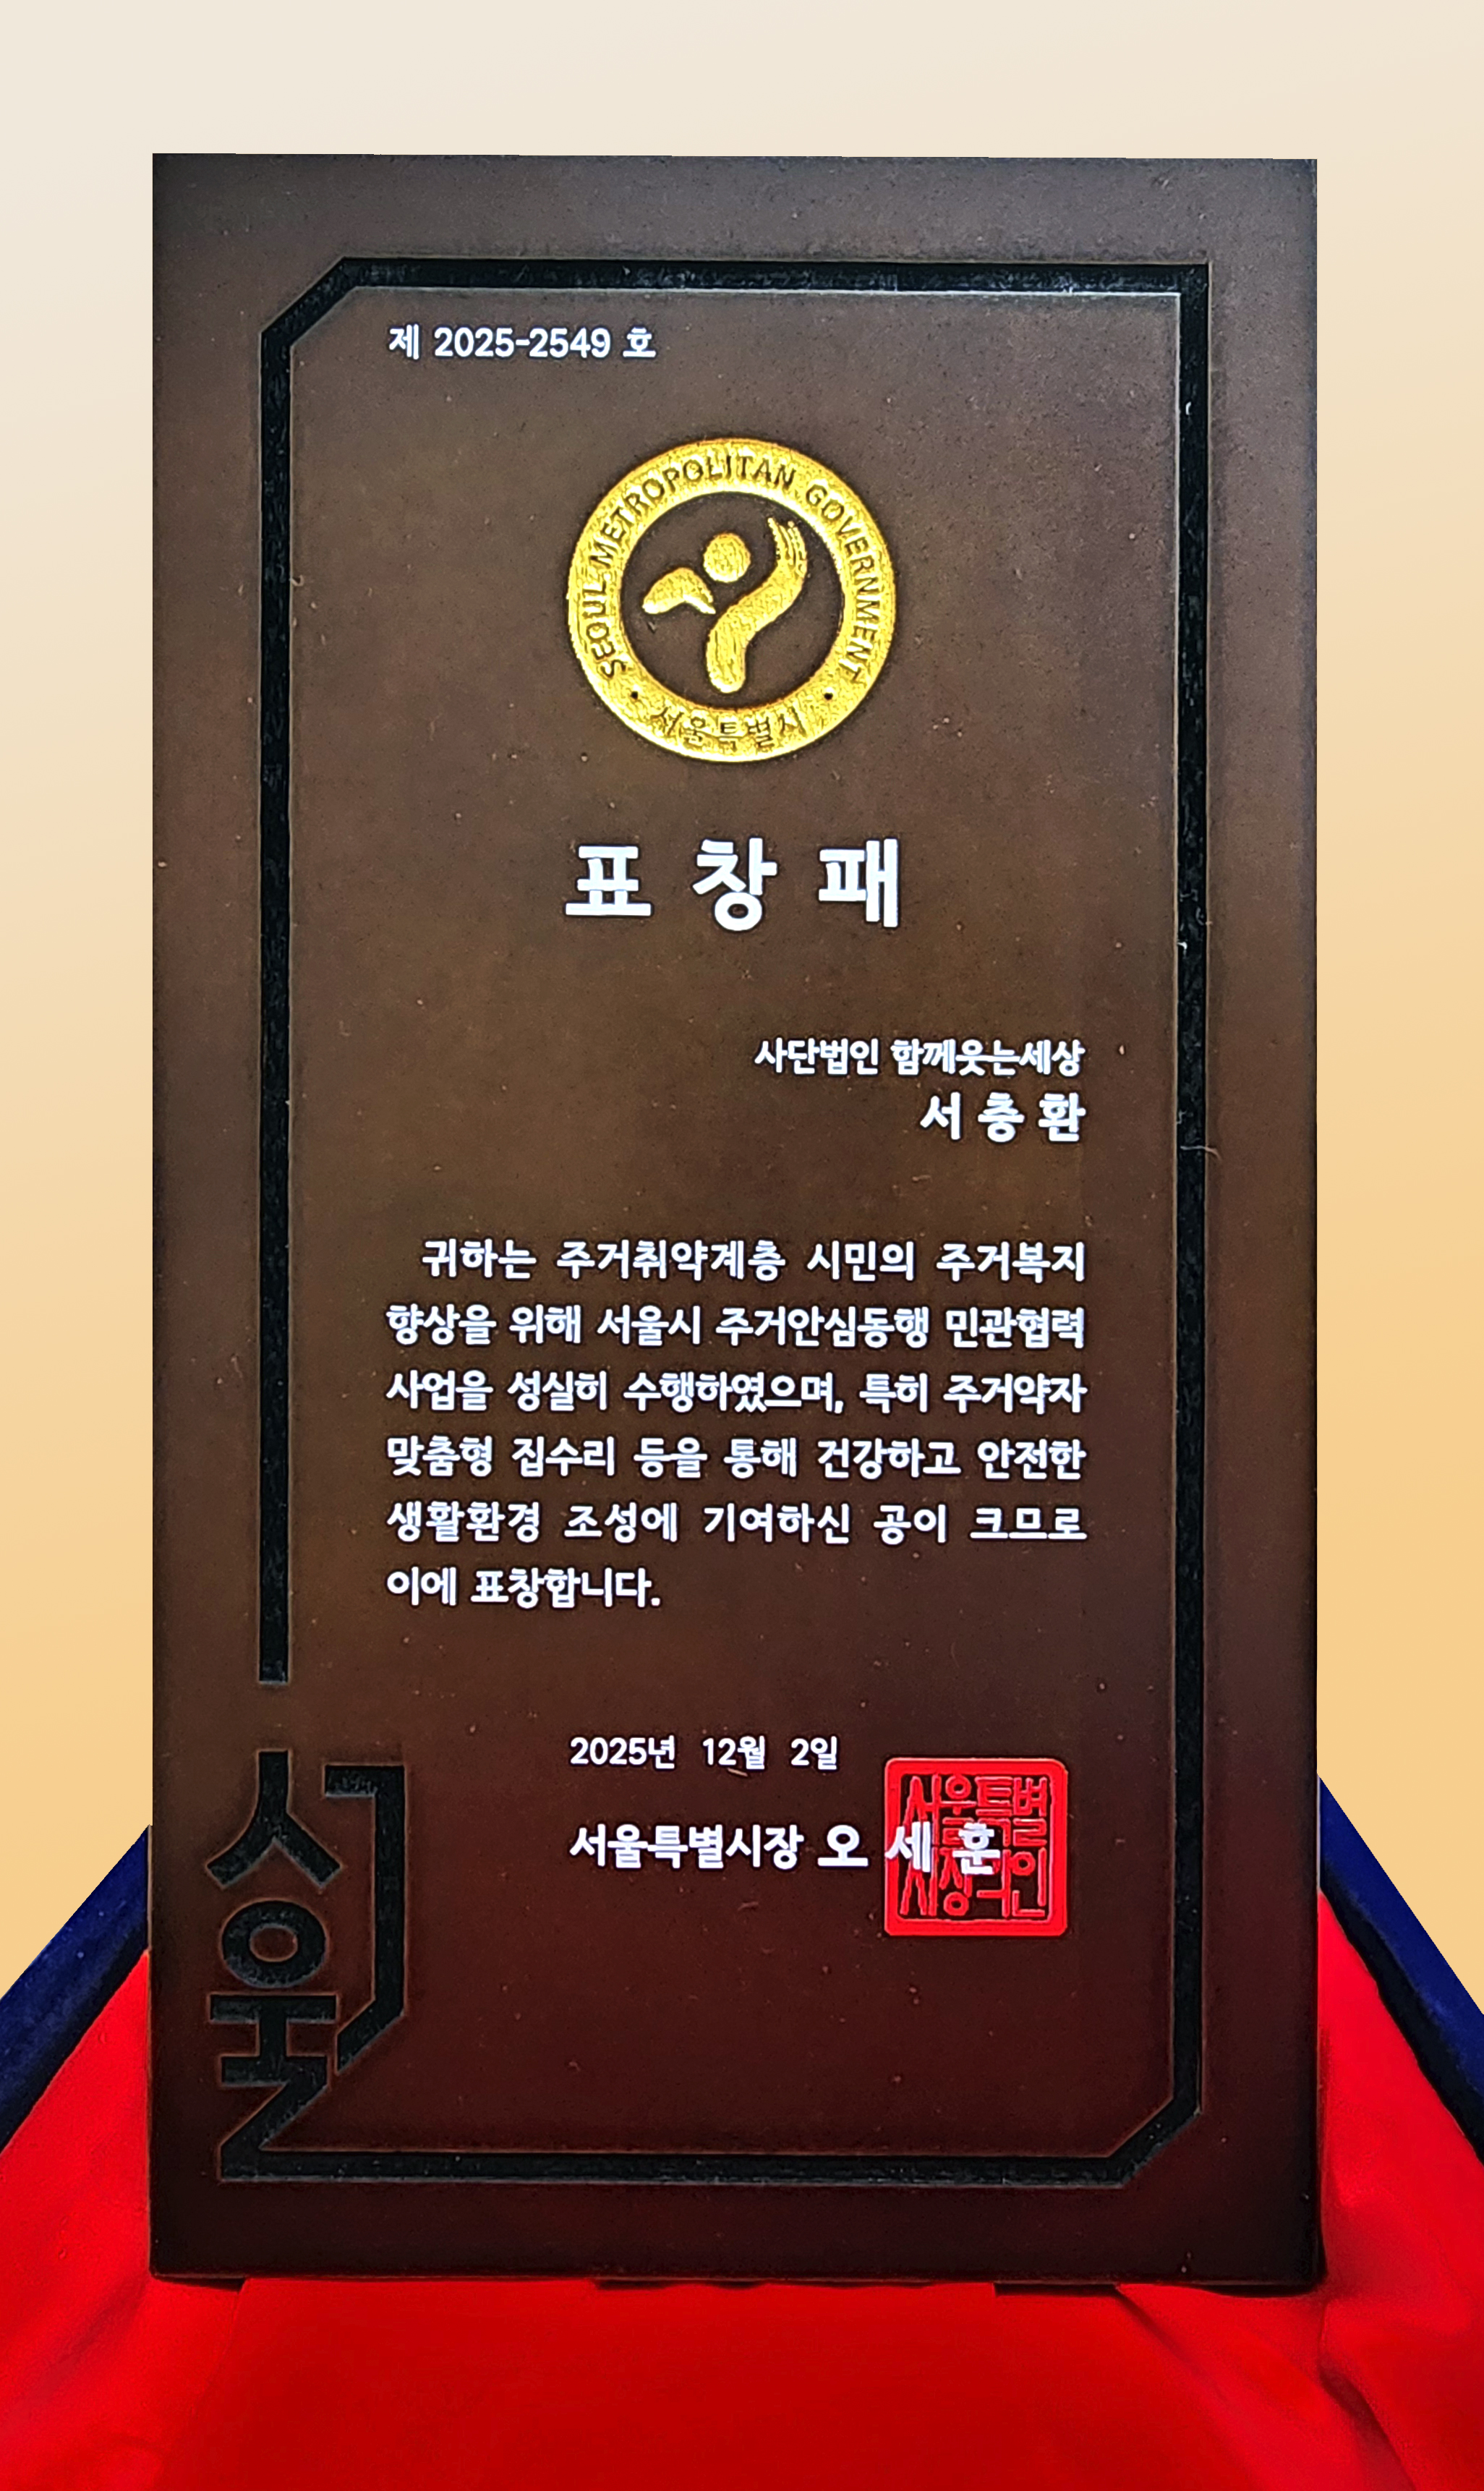 제 2025-2549 호
SEOUL METROPOLITAN GOVERNMENT
서울특별시
표창패
사단법인 함께웃는세상
서층환
귀하는 주거취약계층 시민의 주거복지
향상을 위해 서울시 주거안심동행 민관협력
사업을 성실히 수행하였으며, 특히 주거약자
맞춤형 집수리 등을 통해 건강하고 안전한
생활환경 조성에 기여하신 공이 크므로
이에 표창합니다.
2025년 12월 2일
서울특별시장 오세훈
서울특별
시장의인
서울